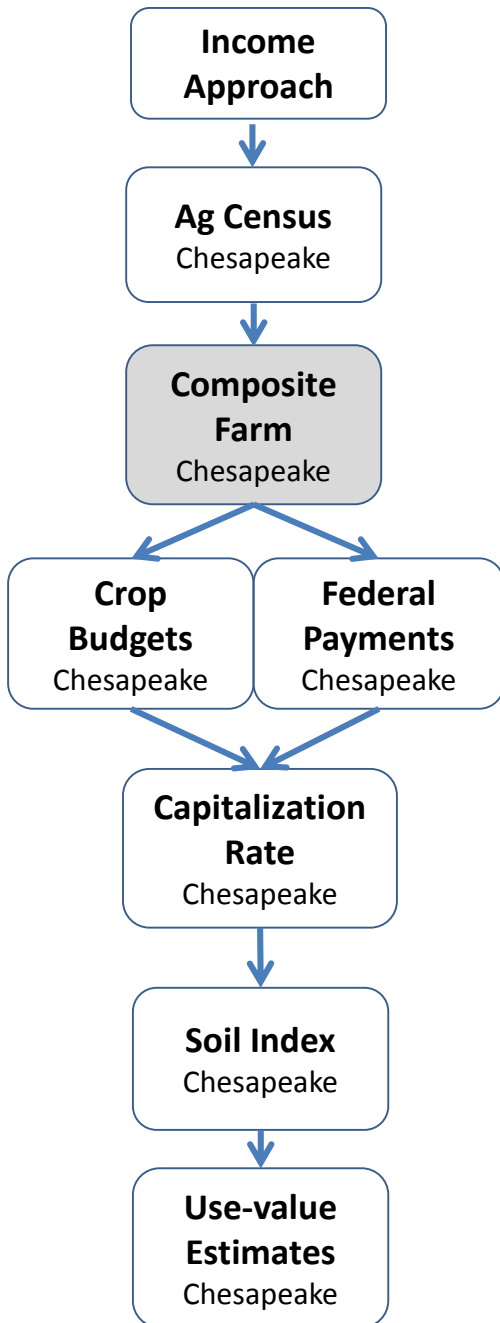 Income
Approach
Ag Census
Chesapeake
Composite
Farm
Chesapeake
Crop
Budgets
Chesapeake
Federal
Payments
Chesapeake
Capitalization
Rate
Chesapeake
Soil Index
Chesapeake
Use-value
Estimates
Chesapeake